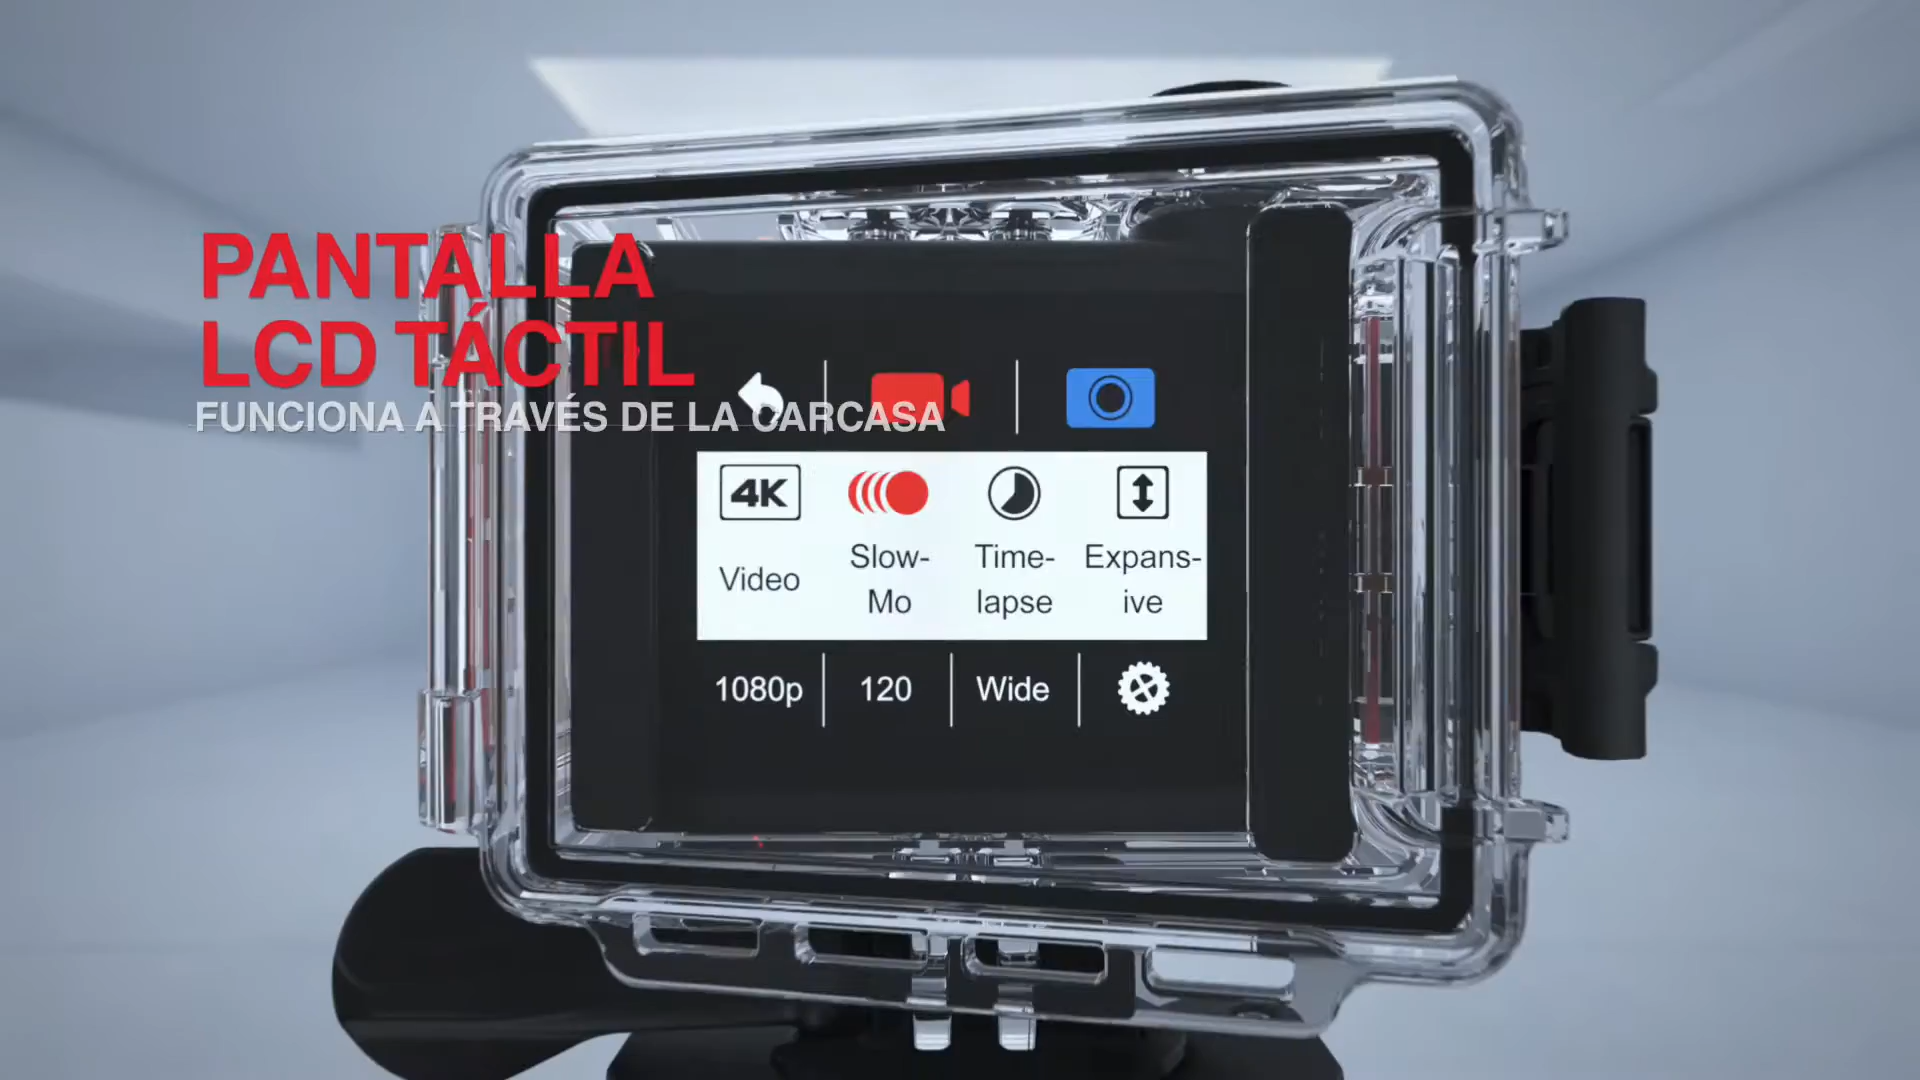 PANTALLA
LCD TÁCTIL
FUNCIONA A TRAVÉS DE LA CARCASA
4K
Video
Slow-
Mo
Time-
lapse
Expans-
ive
1080p
120
Wide